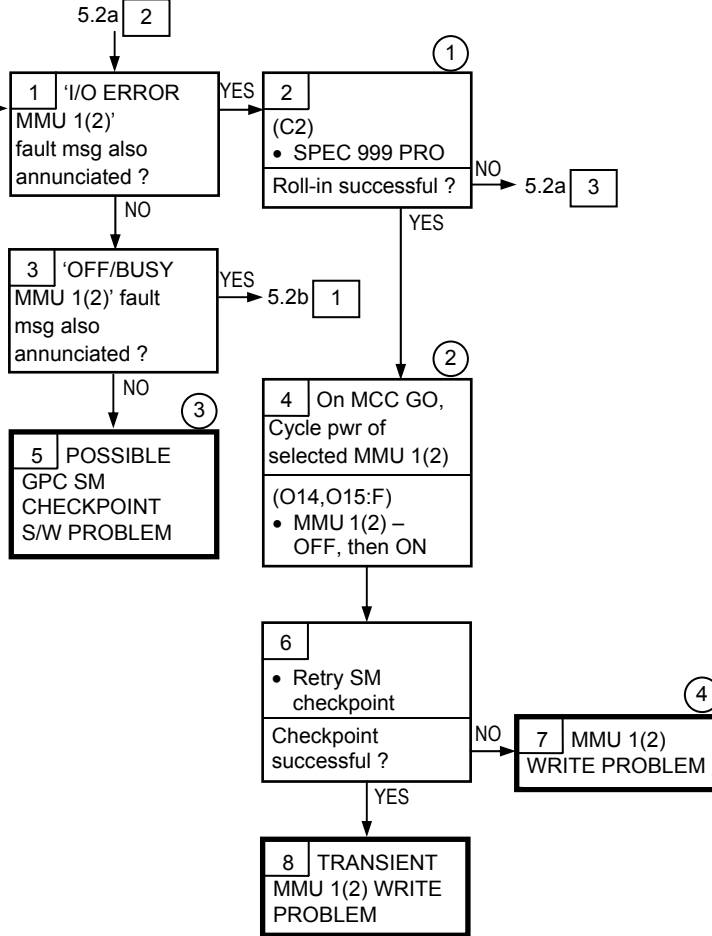 5.2a 2
1 'I/O ERROR
MMU 1(2)'
fault msg also
annunciated ?
YES
NO
1
2
(C2)
• SPEC 999 PRO
Roll-in successful ?
NO
5.2a 3
YES
3 'OFF/BUSY
MMU 1(2)' fault
msg also
annunciated ?
YES
5.2b 1
NO
2
4 On MCC GO,
Cycle pwr of
selected MMU 1(2)
(O14,O15:F)
• MMU 1(2) –
OFF, then ON
3
5 POSSIBLE
GPC SM
CHECKPOINT
S/W PROBLEM
6
• Retry SM
checkpoint
Checkpoint
successful ?
NO
YES
4
7 MMU 1(2)
WRITE PROBLEM
8 TRANSIENT
MMU 1(2) WRITE
PROBLEM